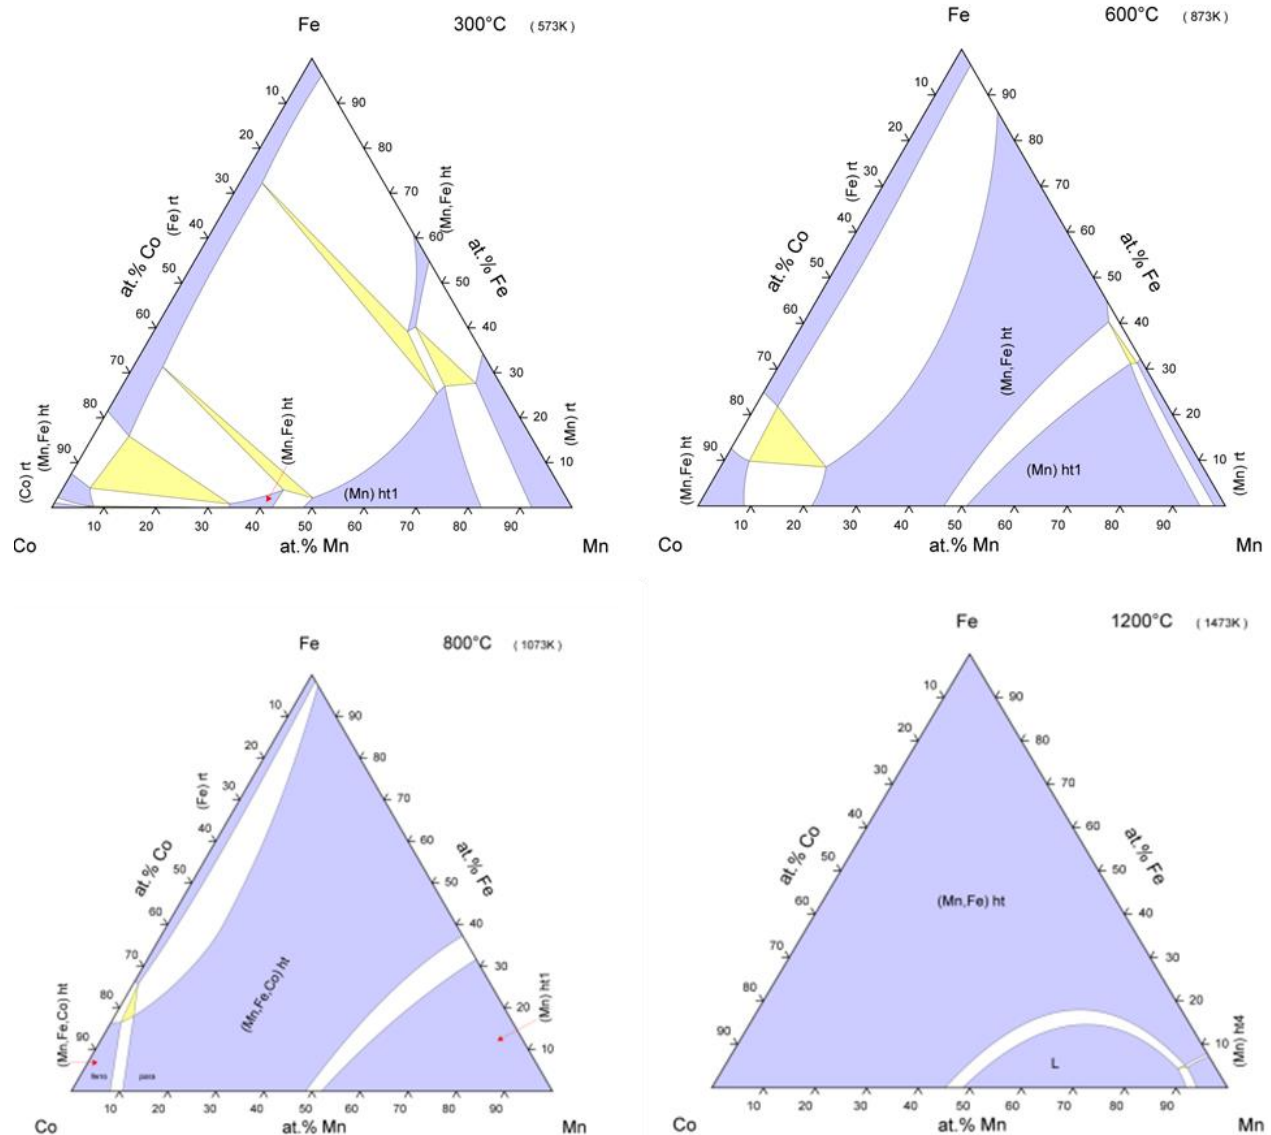 Fe 300°C ( 573K )
10
20
30
40
50
60
70
80
90
90
80
70
60
50
40
30
20
10
at.% Co
(Fe) rt
at.% Fe
(Mn,Fe) ht
(Mn,Fe) ht
(Co) rt
(Mn,Fe) ht
(Mn) ht1
(Mn) rt
10 20 30 40 50 60 70 80 90
Co at.% Mn Mn
Fe 600°C ( 873K )
10
20
30
40
50
60
70
80
90
90
80
70
60
50
40
30
20
10
at.% Co
(Fe) rt
at.% Fe
(Mn,Fe) ht
(Mn,Fe) ht
(Mn) ht1
(Mn) rt
10 20 30 40 50 60 70 80 90
Co at.% Mn Mn
Fe 800°C ( 1073K )
10
20
30
40
50
60
70
80
90
90
80
70
60
50
40
30
20
10
at.% Co
(Fe) rt
at.% Fe
(Mn,Fe,Co) ht
(Mn,Fe,Co) ht
(Mn) ht1
ferro para
10 20 30 40 50 60 70 80 90
Co at.% Mn Mn
Fe 1200°C ( 1473K )
10
20
30
40
50
60
70
80
90
90
80
70
60
50
40
30
20
10
at.% Co
at.% Fe
(Mn,Fe) ht
L
(Mn) ht4
10 20 30 40 50 60 70 80 90
Co at.% Mn Mn